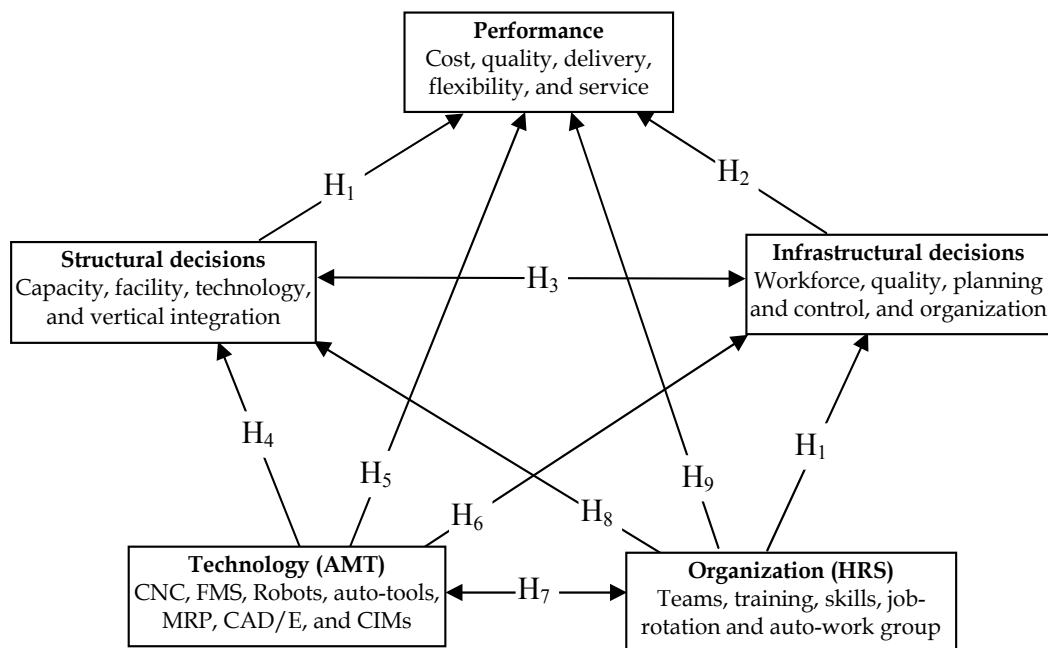 Performance
Cost, quality, delivery,
flexibility, and service
H1
H2
Structural decisions
Capacity, facility, technology,
and vertical integration
H3
Infrastructural decisions
Workforce, quality, planning
and control, and organization
H4
H5
H6
H8
H9
H1
Technology (AMT)
CNC, FMS, Robots, auto-tools,
MRP, CAD/E, and CIMs
H7
Organization (HRS)
Teams, training, skills, job-
rotation and auto-work group